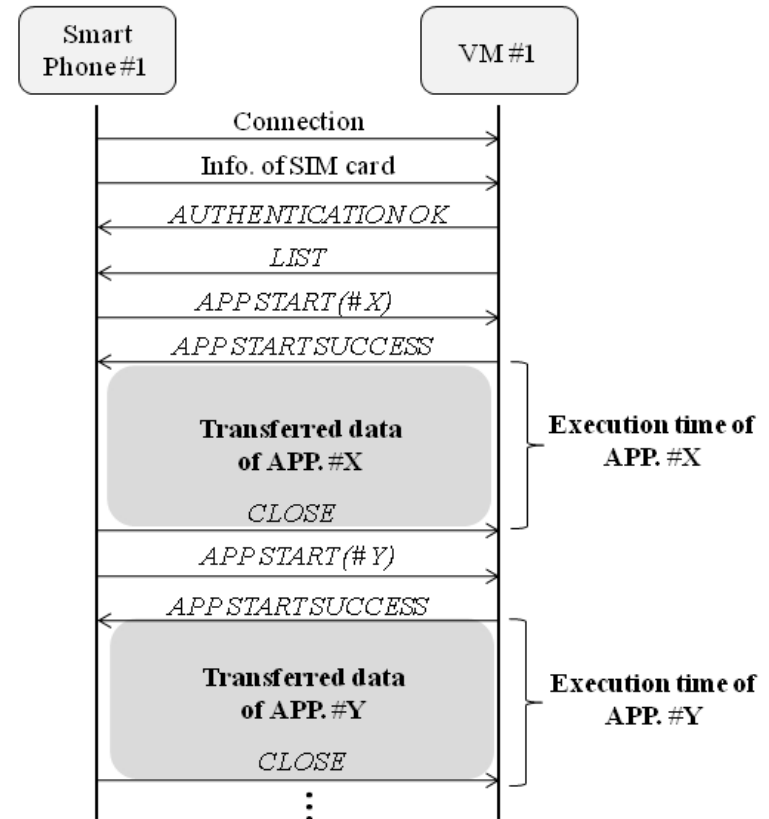 Smart
Phone #1
VM #1
Connection
Info. of SIM card
AUTHENTICATION OK
LIST
APP START (# X)
APP START SUCCESS
Transferred data
of APP. #X
Execution time of
APP. #X
CLOSE
APP START (# Y)
APP START SUCCESS
Transferred data
of APP. #Y
Execution time of
APP. #Y
CLOSE